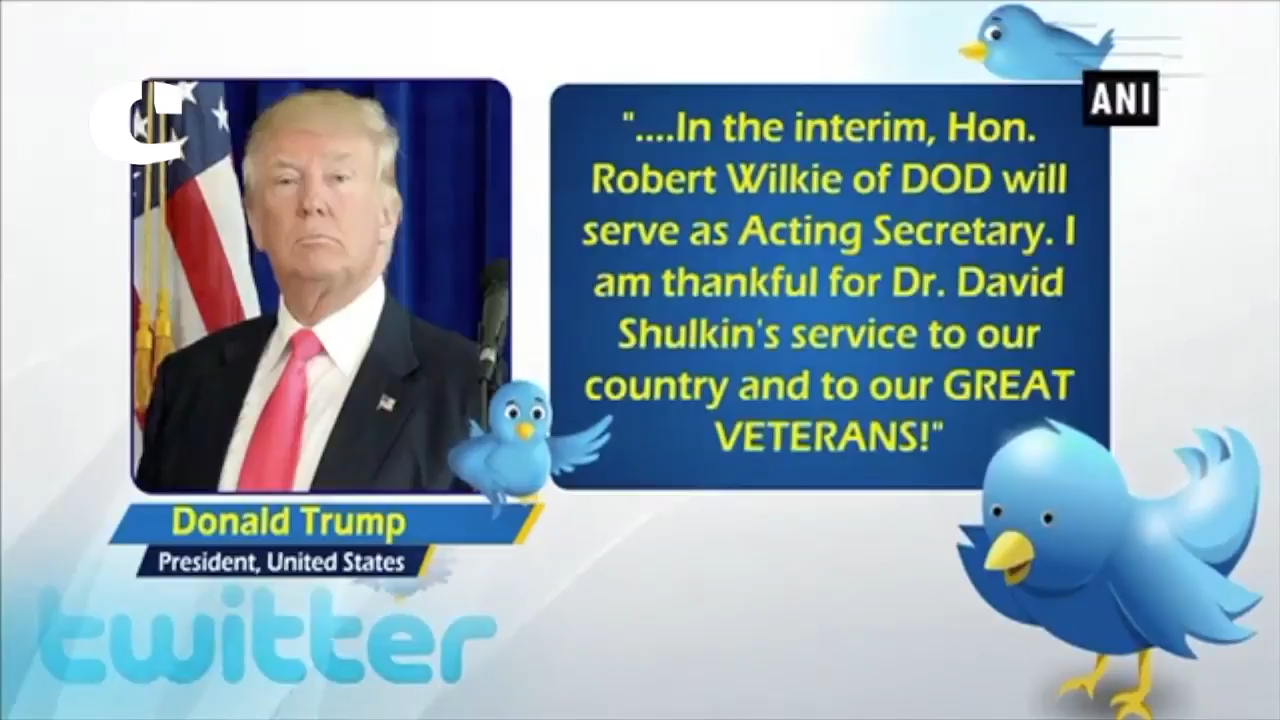 ANI
"....In the interim, Hon.
Robert Wilkie of DOD will
serve as Acting Secretary. I
am thankful for Dr. David
Shulkin's service to our
country and to our GREAT
VETERANS!"
Donald Trump
President, United States
twitter